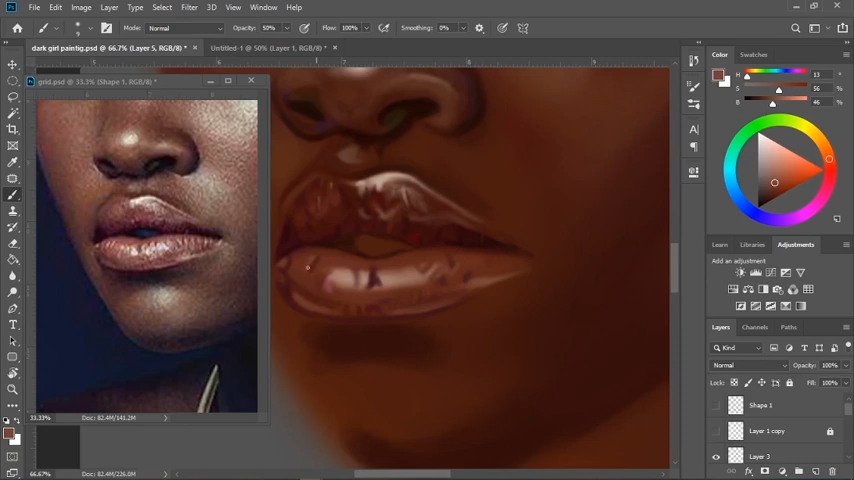 File Edit Image Layer Type Select Filter 3D View Window Help
Mode: Normal Opacity: 50% Flow: 100% Smoothing: 0%
dark girl paintig.psd @ 66.7% (Layer 5, RGB/8) * × Untitled-1 @ 50% (Layer 1, RGB/8) * ×
grid.psd @ 33.3% (Shape 1, RGB/8) *
Color Swatches
H 13 °
S 56 %
B 46 %
Learn Libraries Adjustments
Layers Channels Paths
Kind
Normal Opacity: 100%
Lock: Fill: 100%
Shape 1
Layer 1 copy
Layer 3
33.33% Doc: 82.4M/141.2M
66.67% Doc: 82.4M/226.0M